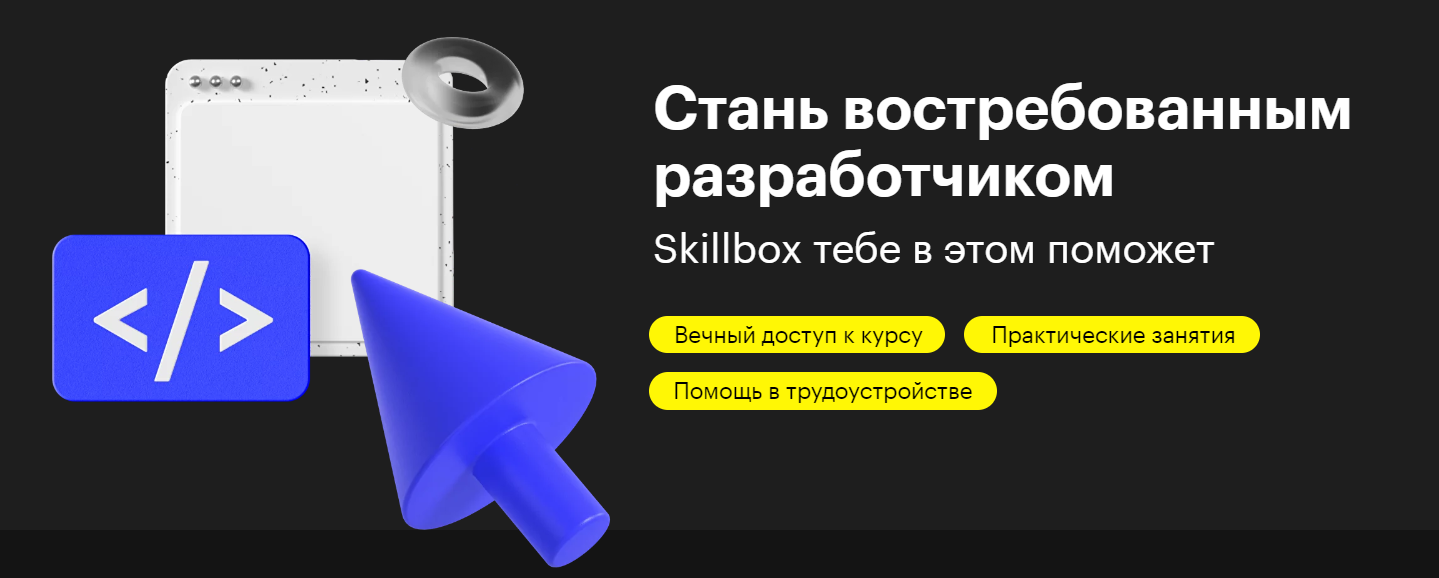 Стань востребованным
разработчиком
Skillbox тебе в этом поможет
Вечный доступ к курсу
Практические занятия
Помощь в трудоустройстве
</>